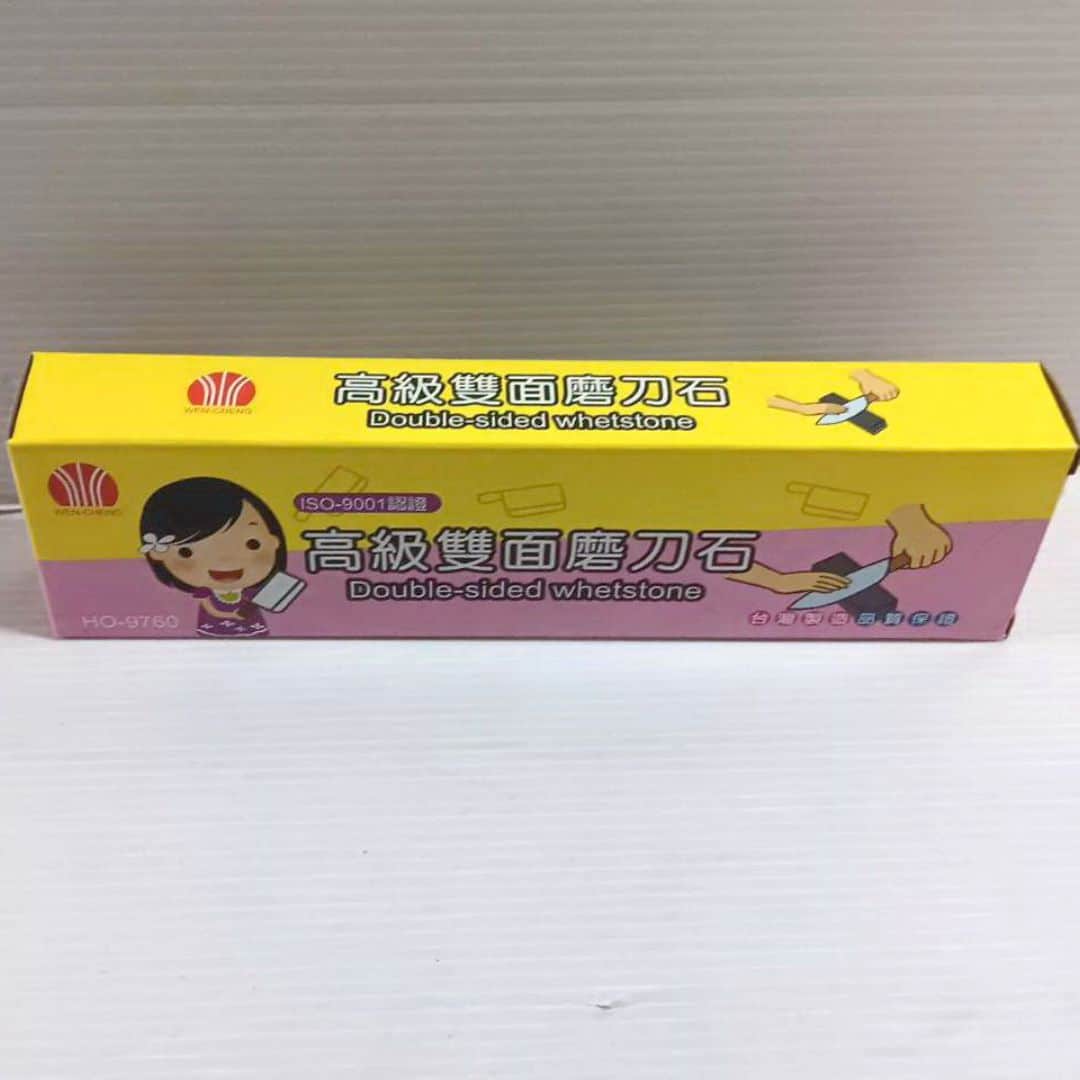 WEN-CHENG
高級雙面磨刀石
Double-sided whetstone
WEN-CHENG
ISO-9001認證
高級雙面磨刀石
Double-sided whetstone
HO-9760
台灣製造品質保證